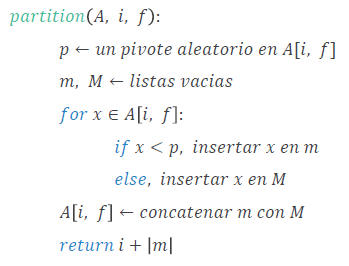 partition(A, i, f):
p ← un pivote aleatorio en A[i, f]
m, M ← listas vacias
for x ∈ A[i, f]:
if x < p, insertar x en m
else, insertar x en M
A[i, f] ← concatenar m con M
return i + |m|